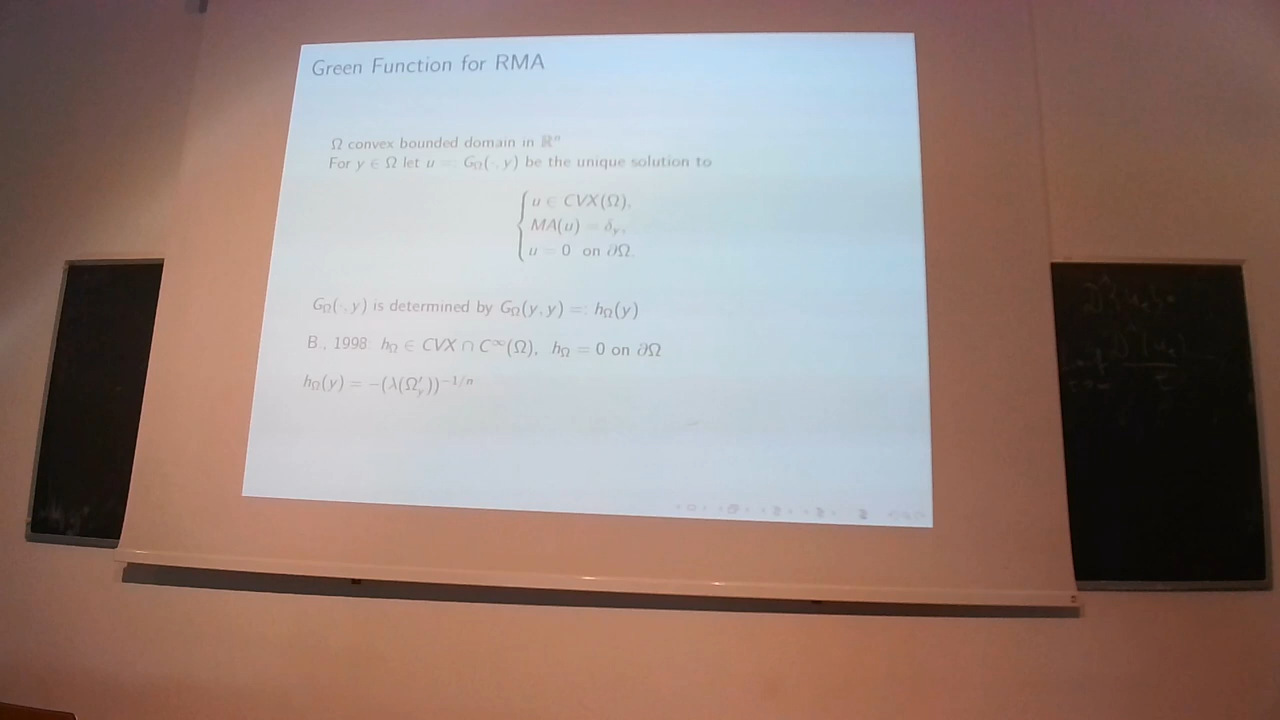 Green Function for RMA
Ω convex bounded domain in ℝⁿ
For y ∈ Ω let u =: G_Ω(·, y) be the unique solution to
u ∈ CVX(Ω),
MA(u) = δ_y,
u = 0 on ∂Ω.
G_Ω(·, y) is determined by G_Ω(y, y) =: h_Ω(y)
B., 1998: h_Ω ∈ CVX ∩ C^∞(Ω), h_Ω = 0 on ∂Ω
h_Ω(y) = −(λ(Ω'_y))^{−1/n}